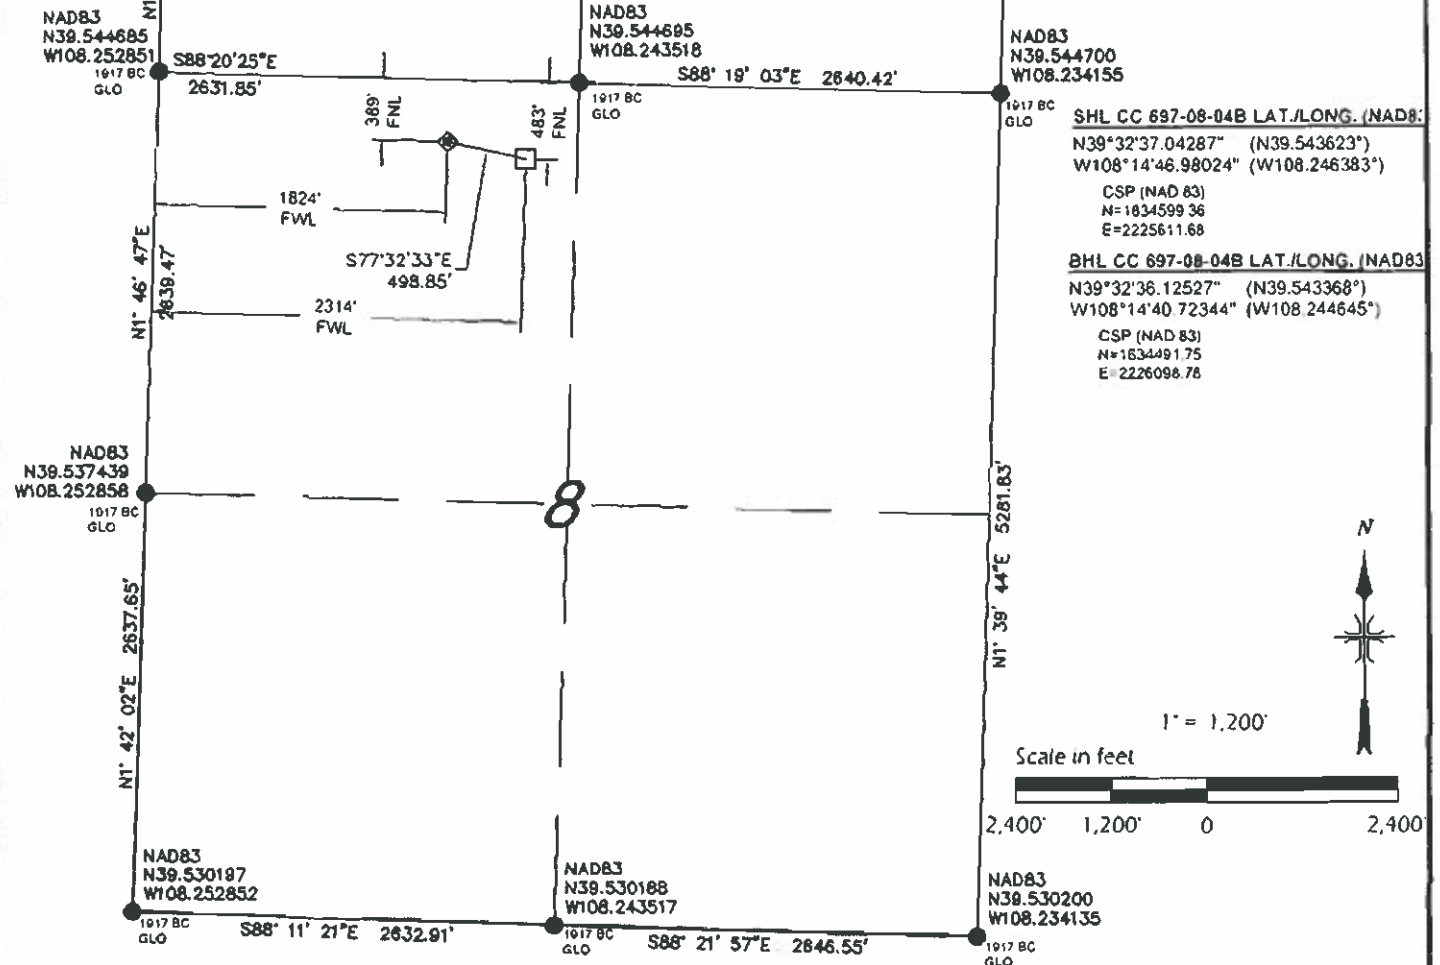 N1
NAD83
N39.544685
W108.252851
1917 BC
GLO
S88°20'25"E
2631.85'
NAD83
N39.544695
W108.243518
1917 BC
GLO
S88° 19' 03"E 2640.42'
NAD83
N39.544700
W108.234155
1917 BC
GLO
389'
FNL
483'
FNL
1824'
FWL
S77°32'33"E
498.85'
2314'
FWL
N1° 46' 47"E
2639.47'
SHL CC 697-08-04B LAT./LONG. (NAD83
N39°32'37.04287" (N39.543623°)
W108°14'46.98024" (W108.246383°)
CSP (NAD 83)
N=1634599.36
E=2225611.68
BHL CC 697-08-04B LAT./LONG. (NAD83
N39°32'36.12527" (N39.543368°)
W108°14'40.72344" (W108.244645°)
CSP (NAD 83)
N=1634491.75
E=2226098.78
NAD83
N39.537439
W108.252858
1917 BC
GLO
8
N1° 39' 44"E 5281.83'
N1° 42' 02"E 2637.65'
N
1" = 1,200'
Scale in feet
2,400' 1,200' 0 2,400'
NAD83
N39.530197
W108.252852
1917 BC
GLO
S88° 11' 21"E 2632.91'
NAD83
N39.530188
W108.243517
1917 BC
GLO
S88° 21' 57"E 2646.55'
NAD83
N39.530200
W108.234135
1917 BC
GLO